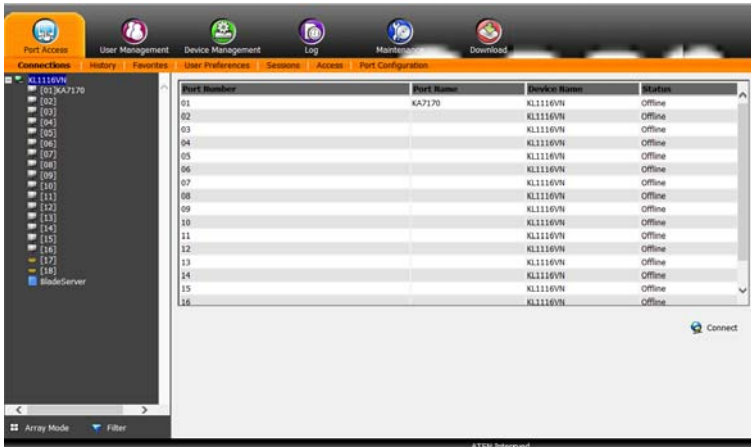 Port Access User Management Device Management Log Maintenance Download
Connections History Favorites User Preferences Sessions Access Port Configuration
KL1116VN
[01]KA7170
[02]
[03]
[04]
[05]
[06]
[07]
[08]
[09]
[10]
[11]
[12]
[13]
[14]
[15]
[16]
[17]
[18]
BladeServer
Port Number Port Name Device Name Status
01 KA7170 KL1116VN Offline
02 KL1116VN Offline
03 KL1116VN Offline
04 KL1116VN Offline
05 KL1116VN Offline
06 KL1116VN Offline
07 KL1116VN Offline
08 KL1116VN Offline
09 KL1116VN Offline
10 KL1116VN Offline
11 KL1116VN Offline
12 KL1116VN Offline
13 KL1116VN Offline
14 KL1116VN Offline
15 KL1116VN Offline
16 KL1116VN Offline
Connect
Array Mode Filter